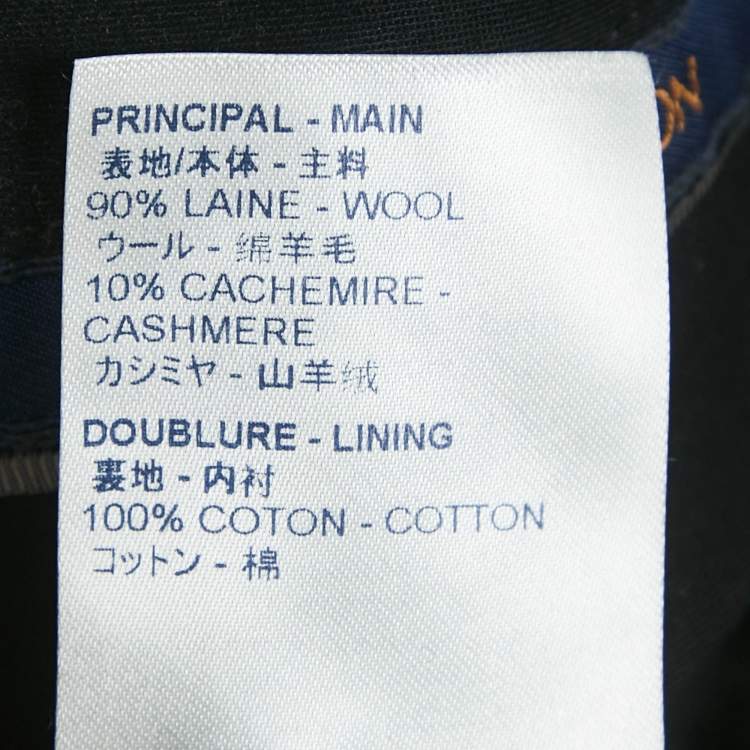 PRINCIPAL - MAIN
表地/本体 - 主料
90% LAINE - WOOL
ウール - 绵羊毛
10% CACHEMIRE -
CASHMERE
カシミヤ - 山羊绒
DOUBLURE - LINING
裏地 - 内衬
100% COTON - COTTON
コットン - 棉